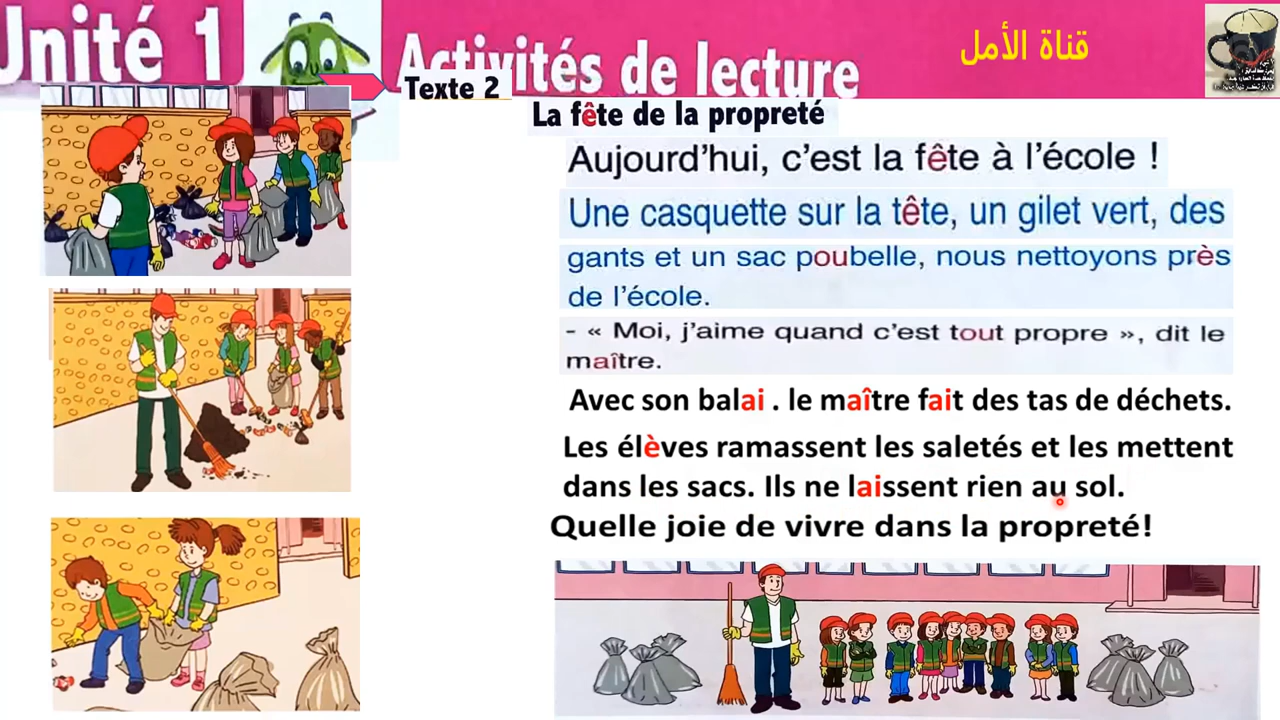 Unité 1
Activités de lecture
قناة الأمل
Texte 2
La fête de la propreté
Aujourd'hui, c'est la fête à l'école !
Une casquette sur la tête, un gilet vert, des
gants et un sac poubelle, nous nettoyons près
de l'école.
- « Moi, j'aime quand c'est tout propre », dit le
maître.
Avec son balai . le maître fait des tas de déchets.
Les élèves ramassent les saletés et les mettent
dans les sacs. Ils ne laissent rien au sol.
Quelle joie de vivre dans la propreté!